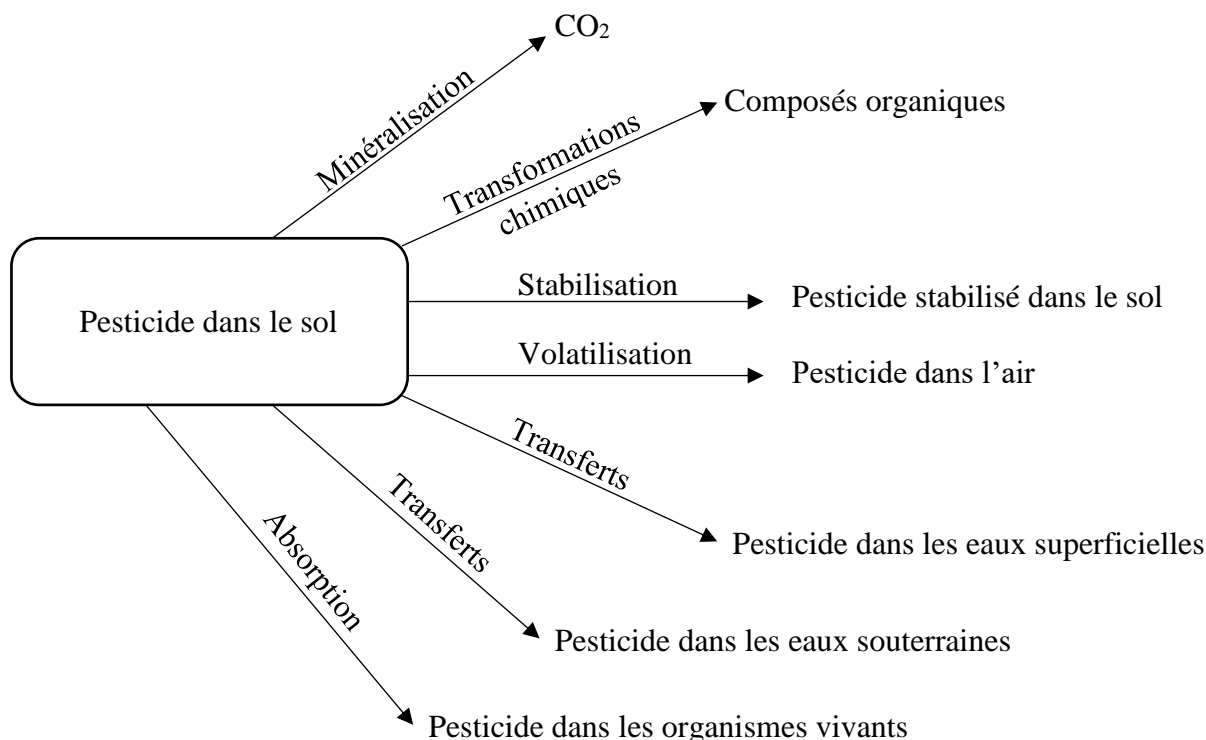 CO₂
Minéralisation
Composés organiques
Transformations
chimiques
Stabilisation
Pesticide stabilisé dans le sol
Pesticide dans le sol
Volatilisation
Pesticide dans l’air
Transferts
Pesticide dans les eaux superficielles
Transferts
Pesticide dans les eaux souterraines
Absorption
Pesticide dans les organismes vivants